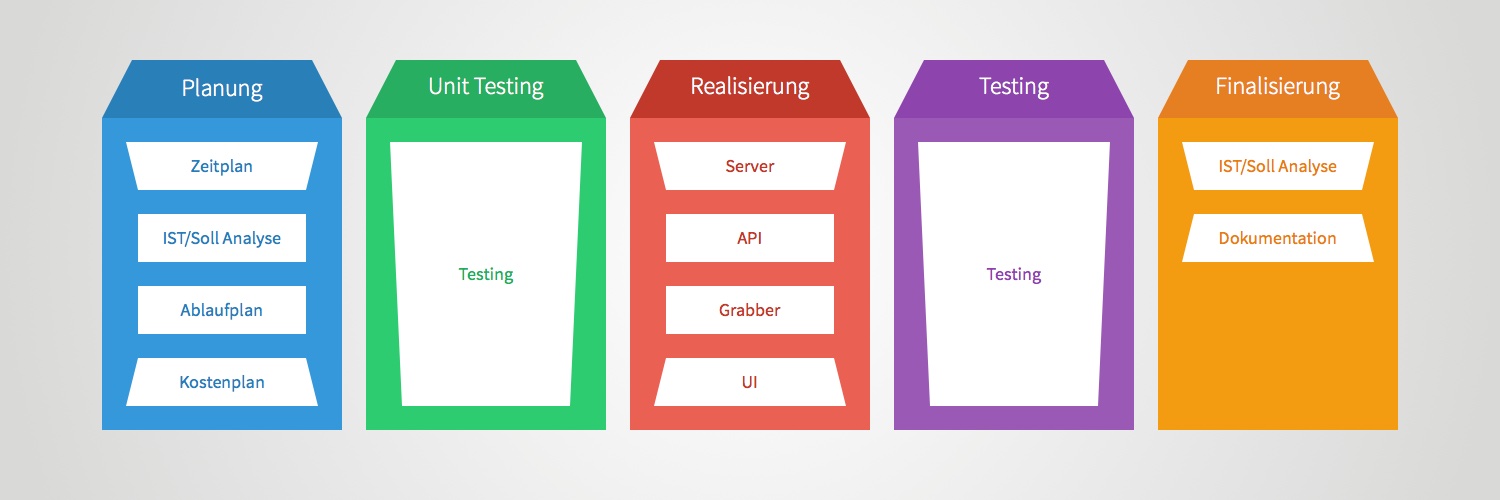 Planung
Zeitplan
IST/Soll Analyse
Ablaufplan
Kostenplan
Unit Testing
Testing
Realisierung
Server
API
Grabber
UI
Testing
Testing
Finalisierung
IST/Soll Analyse
Dokumentation